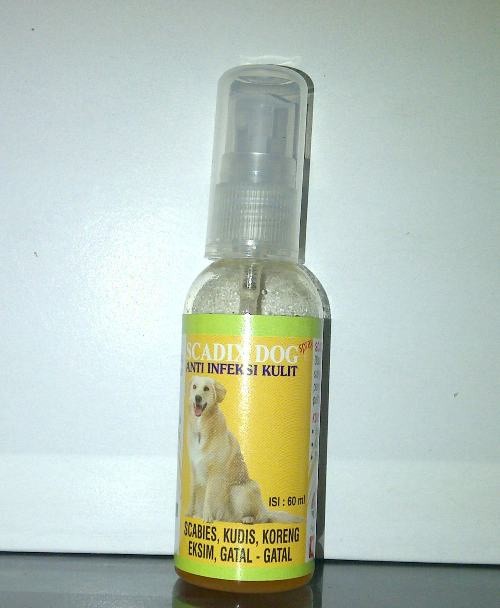 SCADIX DOG spray
ANTI INFEKSI KULIT
ISI : 60 ml
SCABIES, KUDIS, KORENG
EKSIM, GATAL - GATAL